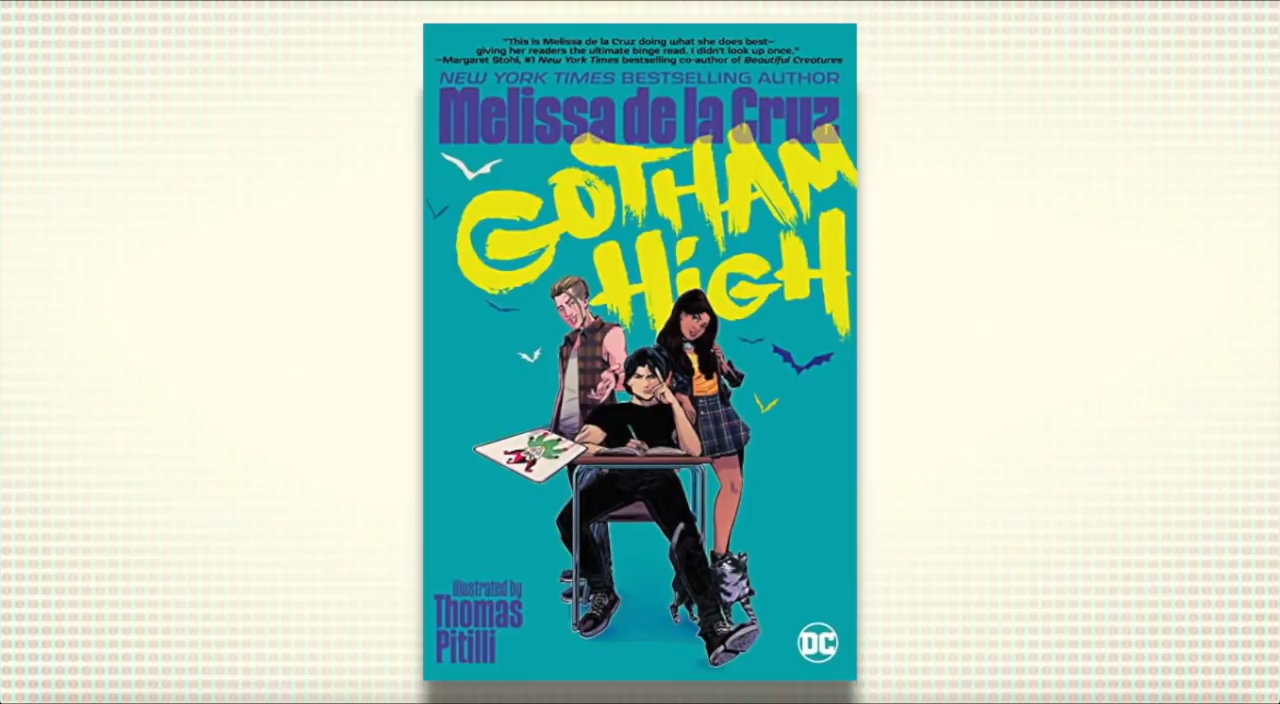 "This is Melissa de la Cruz doing what she does best—
giving her readers the ultimate binge read. I didn't look up once."
—Margaret Stohl, #1 New York Times bestselling co-author of Beautiful Creatures
NEW YORK TIMES BESTSELLING AUTHOR
Melissa de la Cruz
GOTHAM
HiGH
illustrated by
Thomas
Pitilli
DC